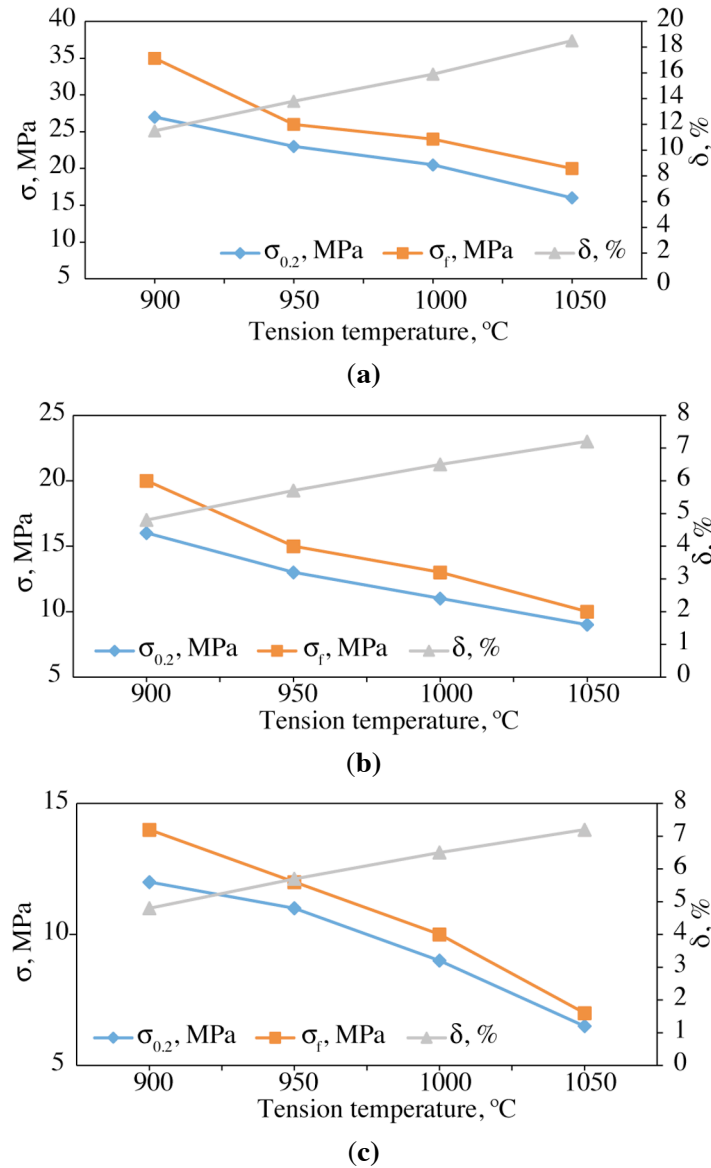 40
35
30
25
20
15
10
5
σ, MPa
20
18
16
14
12
10
8
6
4
2
0
δ, %
σ0.2, MPa σf, MPa δ, %
900 950 1000 1050
Tension temperature, °C
(a)
25
20
15
10
5
σ, MPa
8
7
6
5
4
3
2
1
0
δ, %
σ0.2, MPa σf, MPa δ, %
900 950 1000 1050
Tension temperature, °C
(b)
15
10
5
σ, MPa
8
7
6
5
4
3
2
1
0
δ, %
σ0.2, MPa σf, MPa δ, %
900 950 1000 1050
Tension temperature, °C
(c)